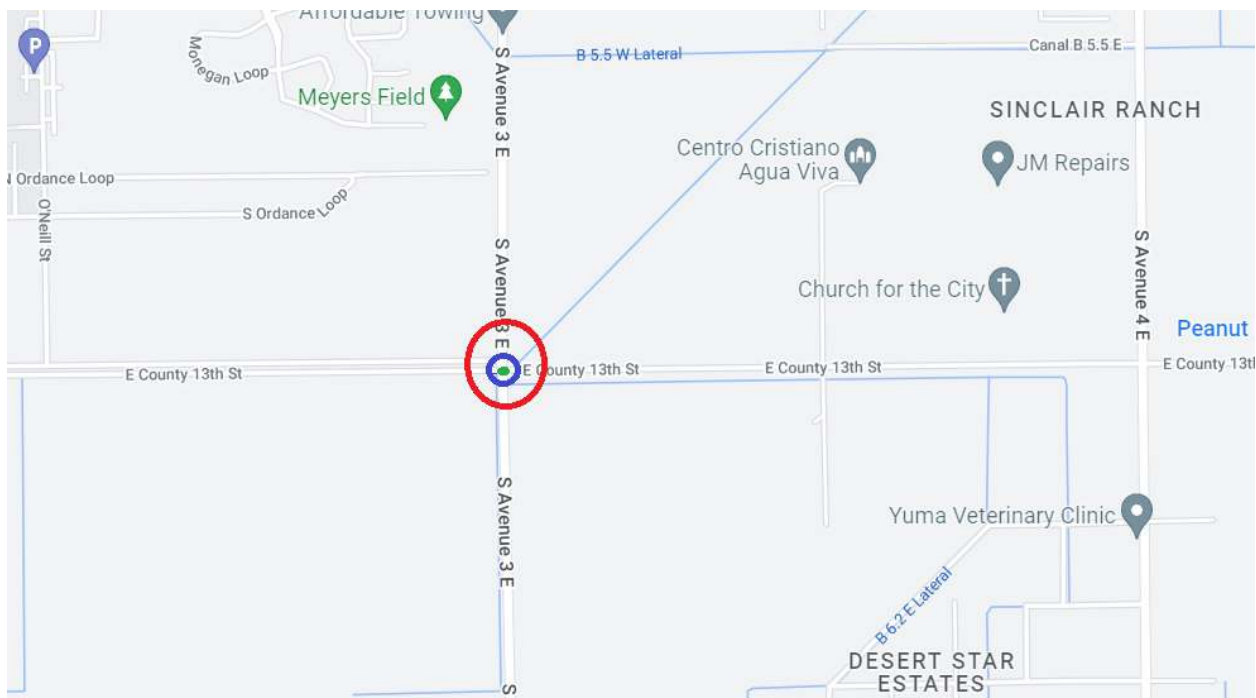 Affordable Towing
P
Monegan Loop
Meyers Field
S Avenue 3 E
B 5.5 W Lateral
Canal B 5.5 E
SINCLAIR RANCH
Centro Cristiano
Agua Viva
JM Repairs
N Ordance Loop
S Ordance Loop
O'Neill St
S Avenue 3 E
S Avenue 4 E
Church for the City
Peanut
E County 13th St
E County 13th St
E County 13th St
E County 13th
S Avenue 3 E
Yuma Veterinary Clinic
B 6.2 E Lateral
DESERT STAR
ESTATES
S